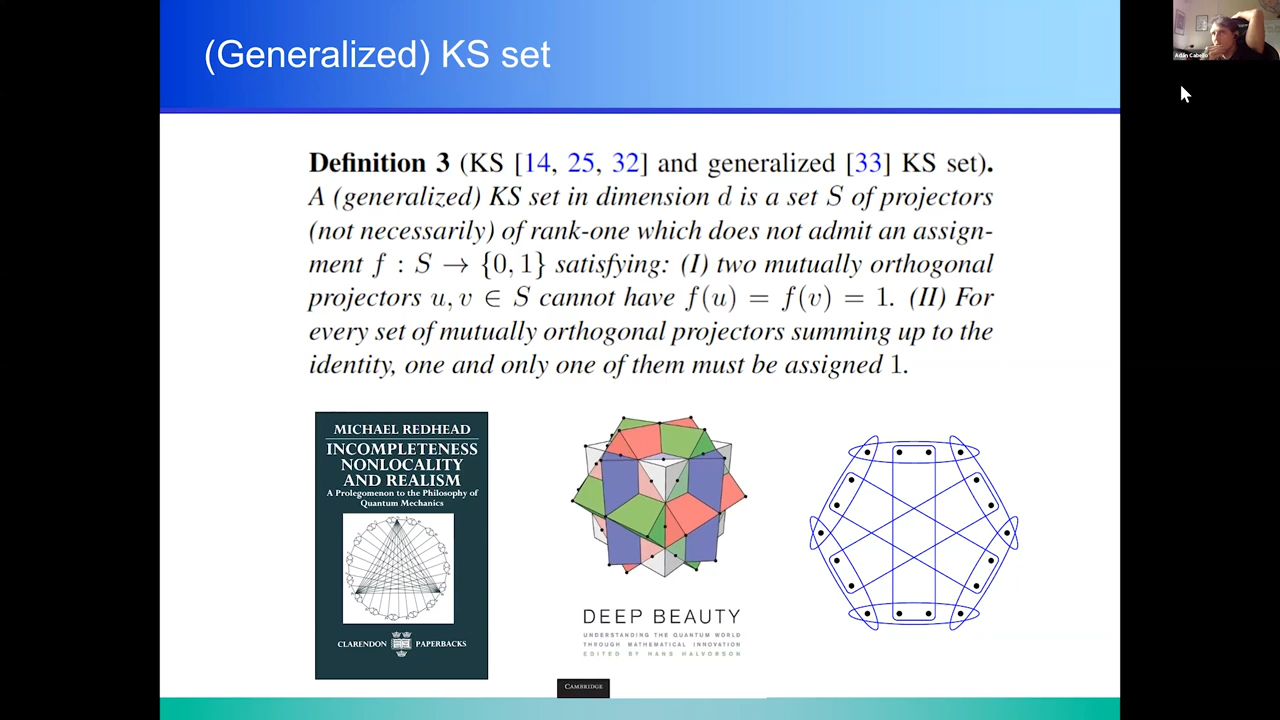 (Generalized) KS set
Adán Cabello
Definition 3 (KS [14, 25, 32] and generalized [33] KS set).
A (generalized) KS set in dimension d is a set S of projectors
(not necessarily) of rank-one which does not admit an assign-
ment f : S → {0, 1} satisfying: (I) two mutually orthogonal
projectors u, v ∈ S cannot have f(u) = f(v) = 1. (II) For
every set of mutually orthogonal projectors summing up to the
identity, one and only one of them must be assigned 1.
MICHAEL REDHEAD
INCOMPLETENESS
NONLOCALITY
AND REALISM
A Prolegomenon to the Philosophy of
Quantum Mechanics
CLARENDON PAPERBACKS
DEEP BEAUTY
UNDERSTANDING THE QUANTUM WORLD
THROUGH MATHEMATICAL INNOVATION
EDITED BY HANS HALVORSON
CAMBRIDGE